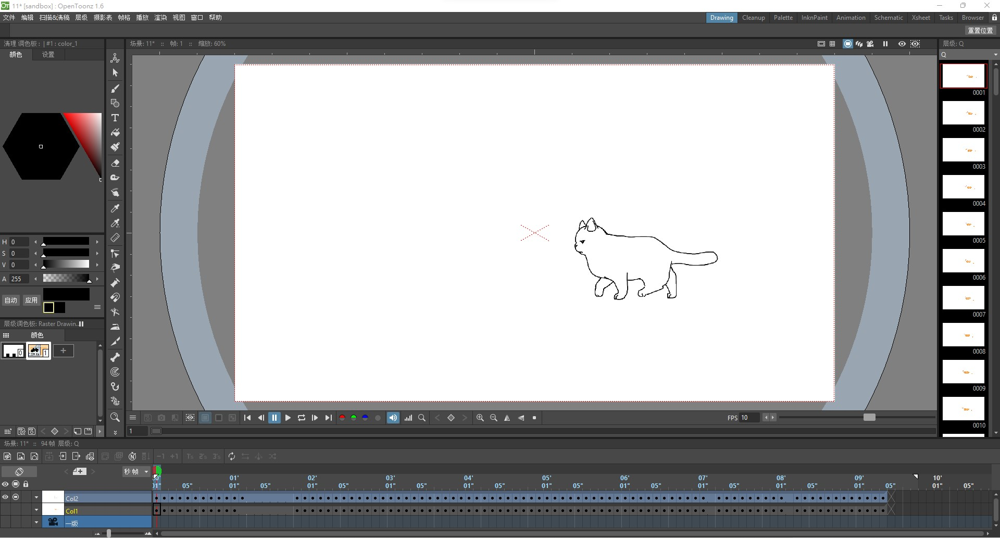 11* [sandbox] : OpenToonz 1.6
文件 编辑 扫描&清稿 层级 摄影表 帧格 播放 渲染 视图 窗口 帮助
Drawing Cleanup Palette InknPaint Animation Schematic Xsheet Tasks Browser
重置位置
清理 调色板: | #1 : color_1
颜色 设置
场景: 11* :: 帧: 1 :: 缩放: 60%
层级: Q
Q
0001
0002
0003
0004
0005
0006
0007
0008
0009
0010
H 0
S 0
V 0
A 255
自动 应用
层级调色板: Raster Drawin..
颜色
0 1 +
FPS 10
1
场景: 11* :: 94 帧 层级: Q
-1 +1 1's 2's 3's
秒 帧
01' 02' 03' 04' 05' 06' 07' 08' 09' 10'
01" 05" 01" 05" 01" 05" 01" 05" 01" 05" 01" 05" 01" 05" 01" 05" 01" 05" 01" 05" 01" 05"
Col2
Col1
一版